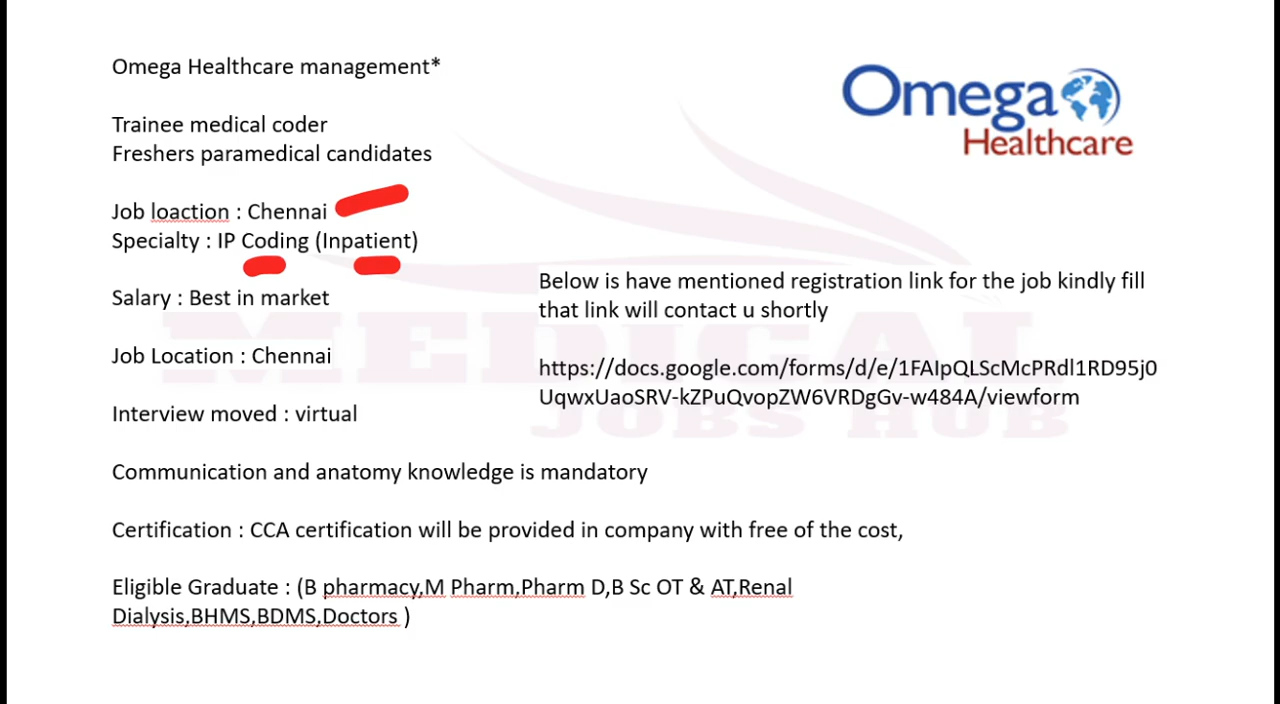 Omega Healthcare management*
Omega
Healthcare
Trainee medical coder
Freshers paramedical candidates
Job loaction : Chennai
Specialty : IP Coding (Inpatient)
Salary : Best in market
Job Location : Chennai
Interview moved : virtual
Below is have mentioned registration link for the job kindly fill
that link will contact u shortly
https://docs.google.com/forms/d/e/1FAIpQLScMcPRdl1RD95j0
UqwxUaoSRV-kZPuQvopZW6VRDgGv-w484A/viewform
MEDICAL
JOBS HUB
Communication and anatomy knowledge is mandatory
Certification : CCA certification will be provided in company with free of the cost,
Eligible Graduate : (B pharmacy,M Pharm,Pharm D,B Sc OT & AT,Renal
Dialysis,BHMS,BDMS,Doctors )